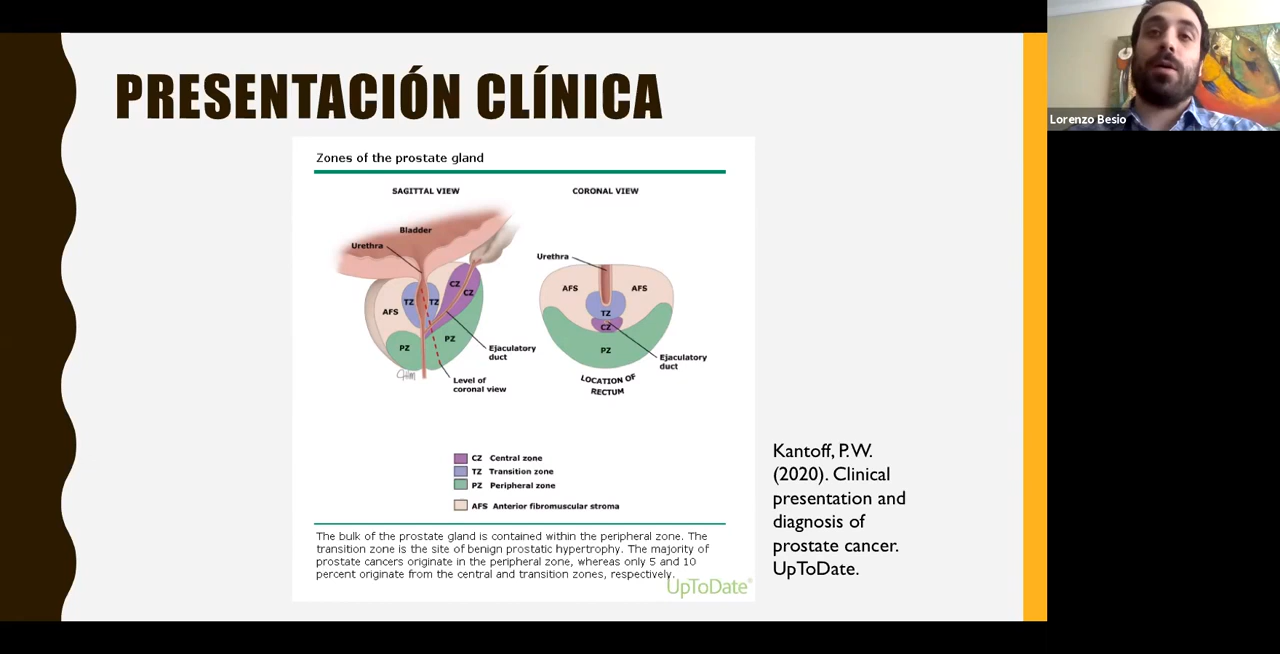 PRESENTACIÓN CLÍNICA
Lorenzo Besio
Zones of the prostate gland
SAGITTAL VIEW
CORONAL VIEW
Bladder
Urethra
CZ
CZ
TZ
TZ
AFS
PZ
PZ
Ejaculatory
duct
Level of
coronal view
Urethra
AFS
AFS
TZ
CZ
PZ
Ejaculatory
duct
LOCATION OF
RECTUM
CZ Central zone
TZ Transition zone
PZ Peripheral zone
AFS Anterior fibromuscular stroma
The bulk of the prostate gland is contained within the peripheral zone. The
transition zone is the site of benign prostatic hypertrophy. The majority of
prostate cancers originate in the peripheral zone, whereas only 5 and 10
percent originate from the central and transition zones, respectively.
UpToDate®
Kantoff, P.W.
(2020). Clinical
presentation and
diagnosis of
prostate cancer.
UpToDate.